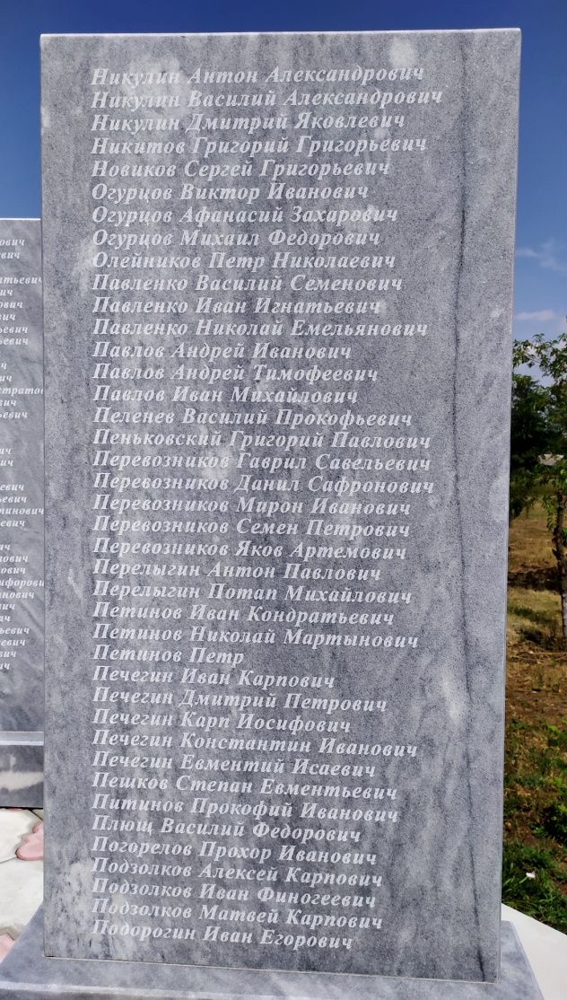 Никулин Антон Александрович
Никулин Василий Александрович
Никулин Дмитрий Яковлевич
Никитов Григорий Григорьевич
Новиков Сергей Григорьевич
Огурцов Виктор Иванович
Огурцов Афанасий Захарович
Огурцов Михаил Федорович
Олейников Петр Николаевич
Павленко Василий Семенович
Павленко Иван Игнатьевич
Павленко Николай Емельянович
Павлов Андрей Иванович
Павлов Андрей Тимофеевич
Павлов Иван Михайлович
Пеленев Василий Прокофьевич
Пеньковский Григорий Павлович
Перевозников Гаврил Савельевич
Перевозников Данил Сафронович
Перевозников Мирон Иванович
Перевозников Семен Петрович
Перевозников Яков Артемович
Перелыгин Антон Павлович
Перелыгин Потап Михайлович
Петинов Иван Кондратьевич
Петинов Николай Мартынович
Петинов Петр
Печегин Иван Карпович
Печегин Дмитрий Петрович
Печегин Карп Иосифович
Печегин Константин Иванович
Печегин Евментий Исаевич
Пешков Степан Евментьевич
Питинов Прокофий Иванович
Плющ Василий Федорович
Погорелов Прохор Иванович
Подзолков Алексей Карпович
Подзолков Иван Финогеевич
Подзолков Матвей Карпович
Подорогин Иван Егорович